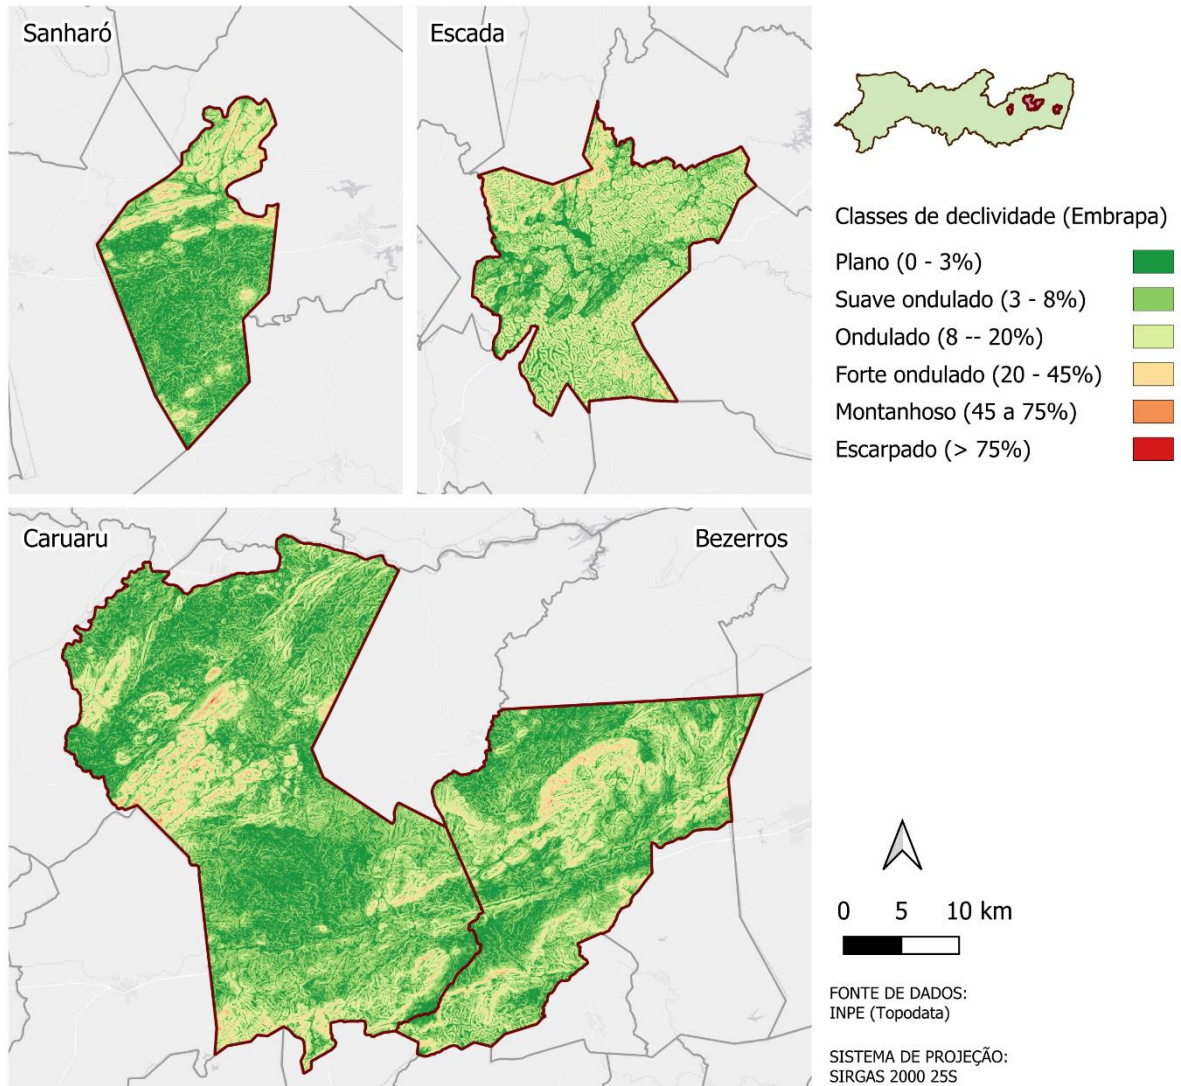 Sanharó
Escada
Classes de declividade (Embrapa)
Plano (0 - 3%)
Suave ondulado (3 - 8%)
Ondulado (8 -- 20%)
Forte ondulado (20 - 45%)
Montanhoso (45 a 75%)
Escarpado (> 75%)
Caruaru
Bezerros
0 5 10 km
FONTE DE DADOS:
INPE (Topodata)
SISTEMA DE PROJEÇÃO:
SIRGAS 2000 25S